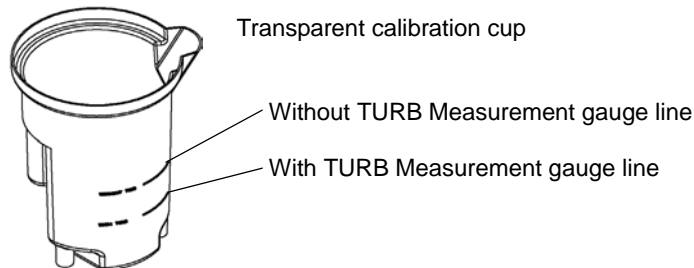 Transparent calibration cup
Without TURB Measurement gauge line
With TURB Measurement gauge line